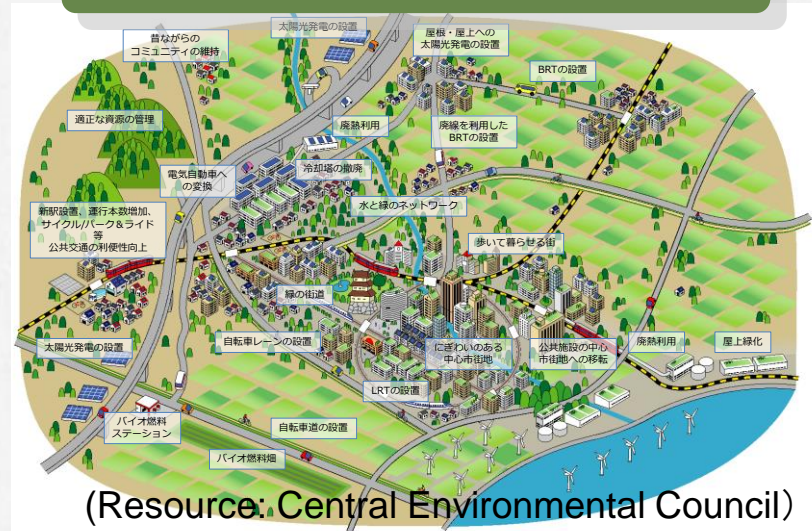 太陽光発電の設置
昔ながらの
コミュニティの維持
屋根・屋上への
太陽光発電の設置
BRTの設置
適正な資源の管理
廃熱利用
廃線を利用した
BRTの設置
電気自動車へ
の変換
冷却塔の撤廃
水と緑のネットワーク
新駅設置、運行本数増加、
サイクル/パーク&ライド
等
公共交通の利便性向上
歩いて暮らせる街
緑の街道
太陽光発電の設置
自転車レーンの設置
にぎわいのある
中心市街地
公共施設の中心
市街地への移転
廃熱利用
屋上緑化
LRTの設置
バイオ燃料
ステーション
自転車道の設置
バイオ燃料畑
(Resource: Central Environmental Council）